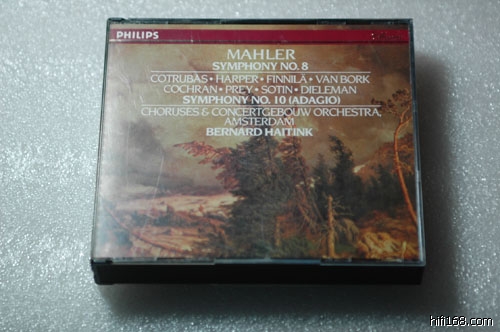 PHILIPS
MAHLER
SYMPHONY NO. 8
COTRUBAS • HARPER • FINNILÄ • VAN BORK
COCHRAN • PREY • SOTIN • DIELEMAN
SYMPHONY NO. 10 (ADAGIO)
CHORUSES & CONCERTGEBOUW ORCHESTRA,
AMSTERDAM
BERNARD HAITINK
hifi168.com